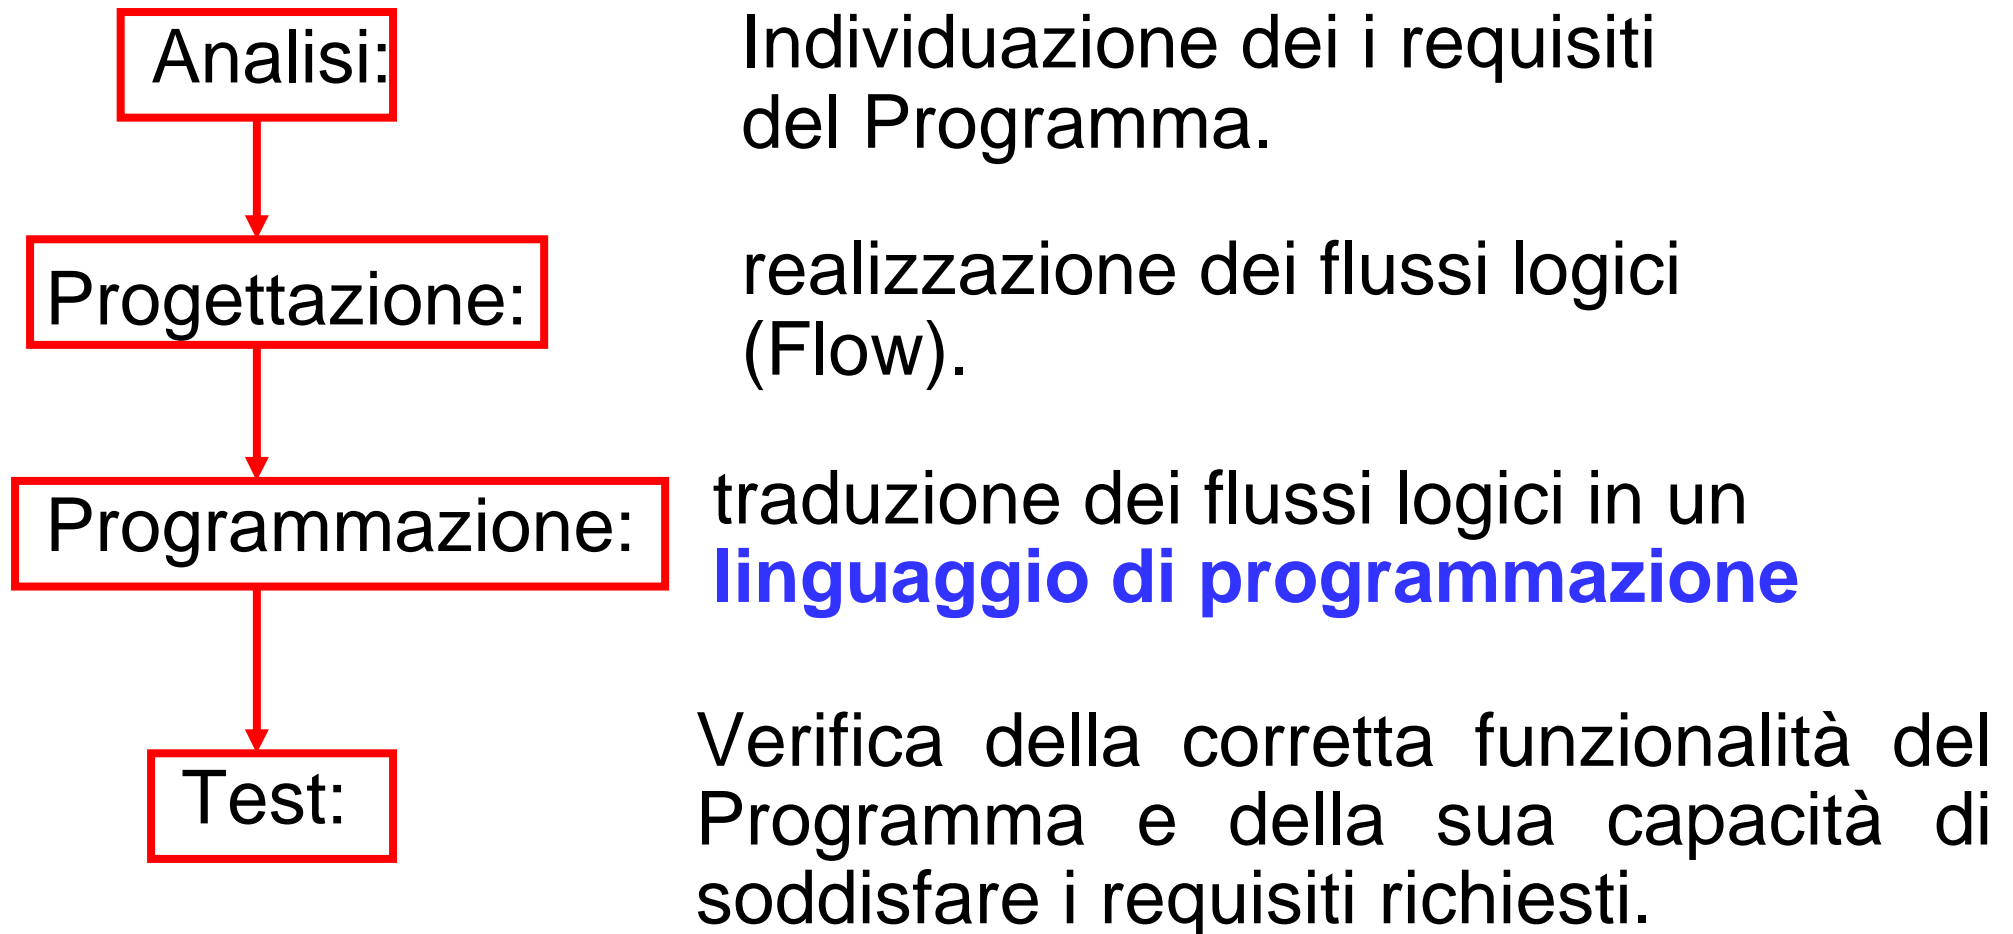 Analisi:
Individuazione dei i requisiti
del Programma.
Progettazione:
realizzazione dei flussi logici
(Flow).
Programmazione:
traduzione dei flussi logici in un
linguaggio di programmazione
Test:
Verifica della corretta funzionalità del
Programma e della sua capacità di
soddisfare i requisiti richiesti.